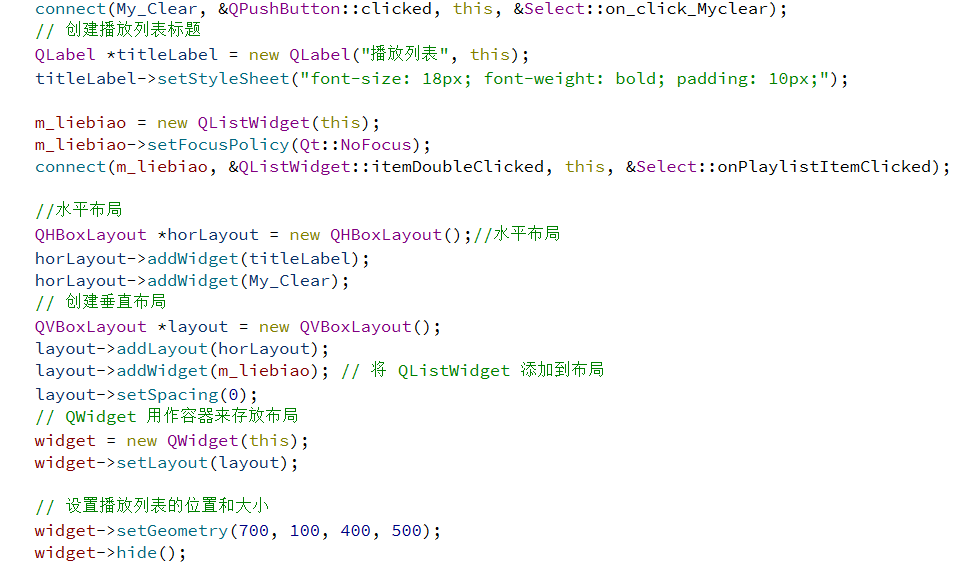 connect(My_Clear, &QPushButton::clicked, this, &Select::on_click_Myclear);
// 创建播放列表标题
QLabel *titleLabel = new QLabel("播放列表", this);
titleLabel->setStyleSheet("font-size: 18px; font-weight: bold; padding: 10px;");
m_liebiao = new QListWidget(this);
m_liebiao->setFocusPolicy(Qt::NoFocus);
connect(m_liebiao, &QListWidget::itemDoubleClicked, this, &Select::onPlaylistItemClicked);
//水平布局
QHBoxLayout *horLayout = new QHBoxLayout();//水平布局
horLayout->addWidget(titleLabel);
horLayout->addWidget(My_Clear);
// 创建垂直布局
QVBoxLayout *layout = new QVBoxLayout();
layout->addLayout(horLayout);
layout->addWidget(m_liebiao); // 将 QListWidget 添加到布局
layout->setSpacing(0);
// QWidget 用作容器来存放布局
widget = new QWidget(this);
widget->setLayout(layout);
// 设置播放列表的位置和大小
widget->setGeometry(700, 100, 400, 500);
widget->hide();